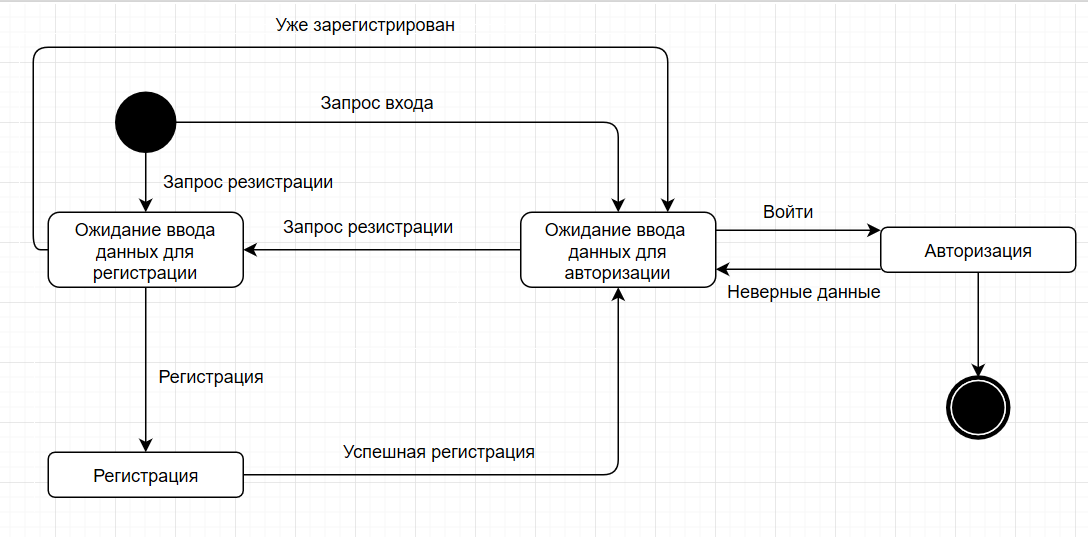 Уже зарегистрирован
Запрос входа
Запрос резистрации
Ожидание ввода
данных для
регистрации
Запрос резистрации
Ожидание ввода
данных для
авторизации
Войти
Авторизация
Неверные данные
Регистрация
Успешная регистрация
Регистрация